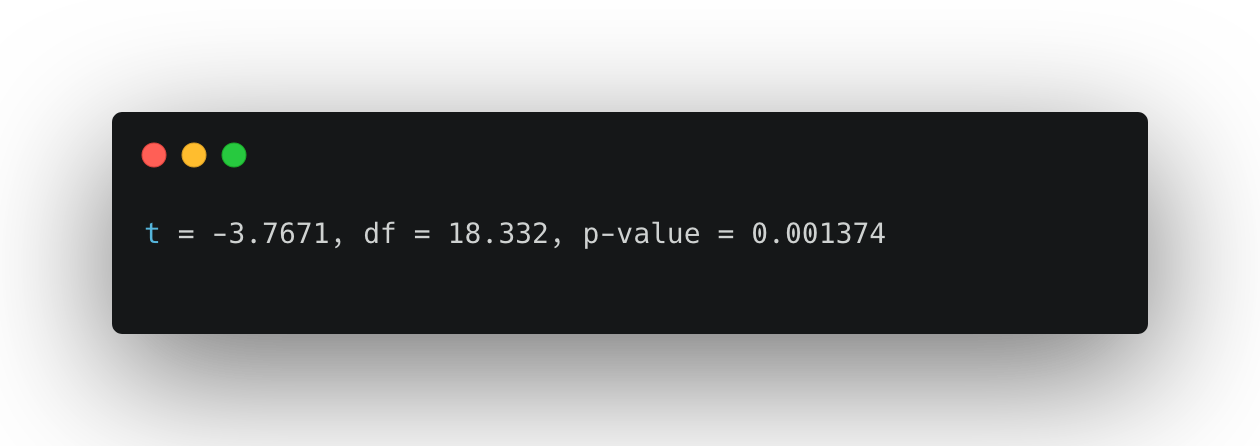 t = -3.7671, df = 18.332, p-value = 0.001374